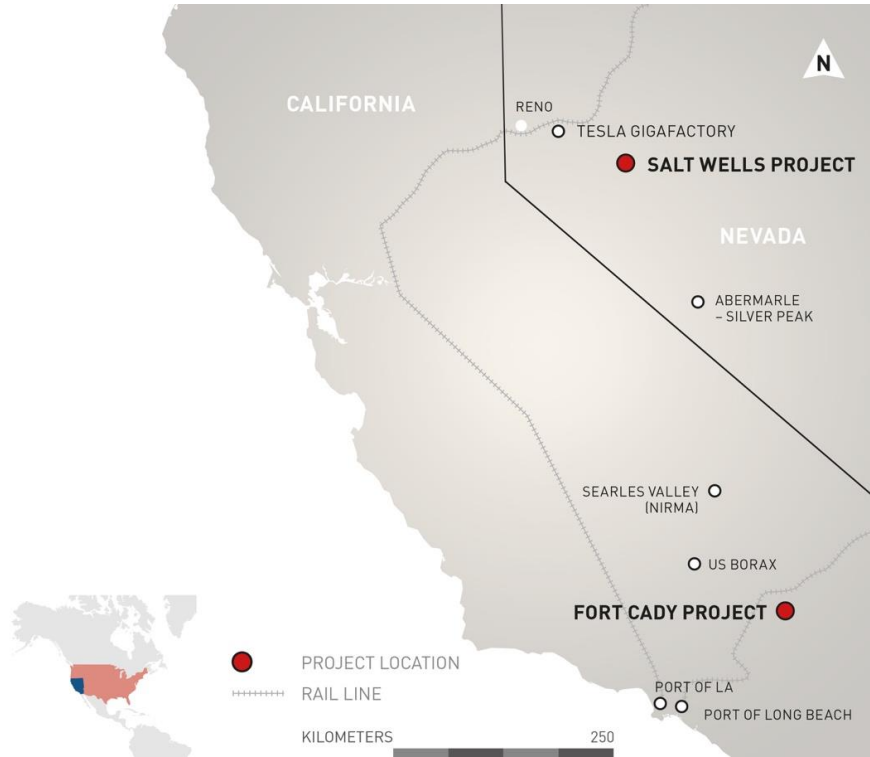 N
CALIFORNIA
RENO
TESLA GIGAFACTORY
SALT WELLS PROJECT
NEVADA
ABERMARLE
– SILVER PEAK
SEARLES VALLEY
(NIRMA)
US BORAX
FORT CADY PROJECT
PROJECT LOCATION
RAIL LINE
PORT OF LA
PORT OF LONG BEACH
KILOMETERS
250